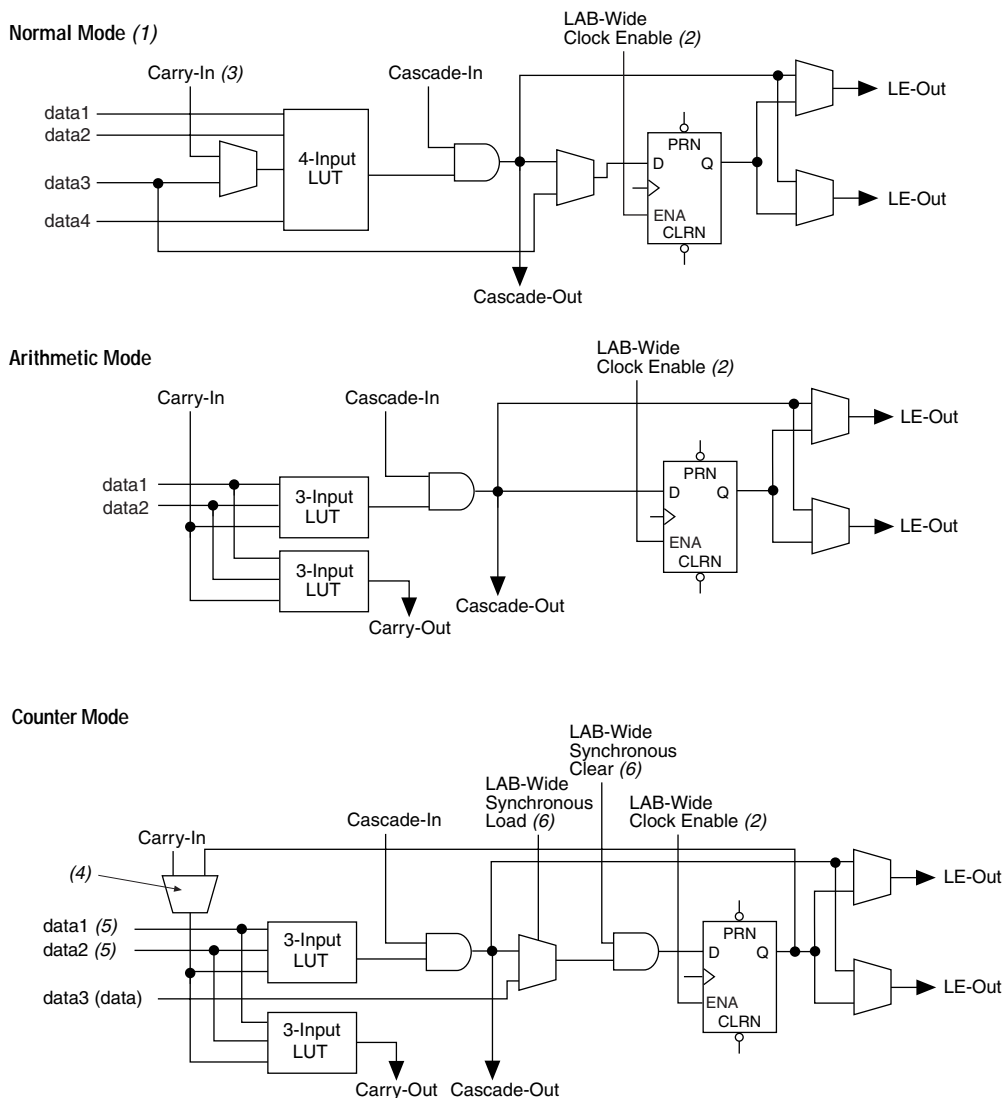 Normal Mode (1)
LAB-Wide
Clock Enable (2)
Carry-In (3)
Cascade-In
LE-Out
data1
data2
4-Input
LUT
PRN
D
Q
data3
LE-Out
data4
ENA
CLRN
Cascade-Out
Arithmetic Mode
LAB-Wide
Clock Enable (2)
Carry-In
Cascade-In
LE-Out
data1
data2
3-Input
LUT
PRN
D
Q
LE-Out
ENA
CLRN
3-Input
LUT
Cascade-Out
Carry-Out
Counter Mode
LAB-Wide
Synchronous
Clear (6)
LAB-Wide
Synchronous
Load (6)
LAB-Wide
Clock Enable (2)
Cascade-In
Carry-In
(4)
LE-Out
data1 (5)
data2 (5)
3-Input
LUT
PRN
D
Q
data3 (data)
LE-Out
ENA
CLRN
3-Input
LUT
Carry-Out
Cascade-Out